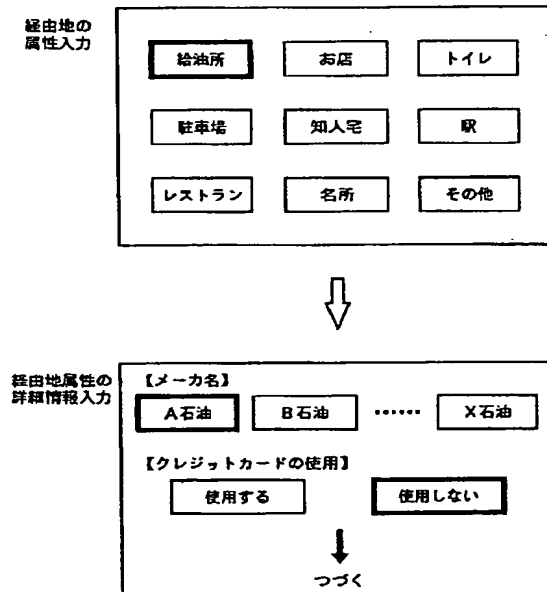 経由地の
属性入力
給油所 お店 トイレ
駐車場 知人宅 駅
レストラン 名所 その他
経由地属性の
詳細情報入力
【メーカ名】
A石油 B石油 …… X石油
【クレジットカードの使用】
使用する 使用しない
つづく